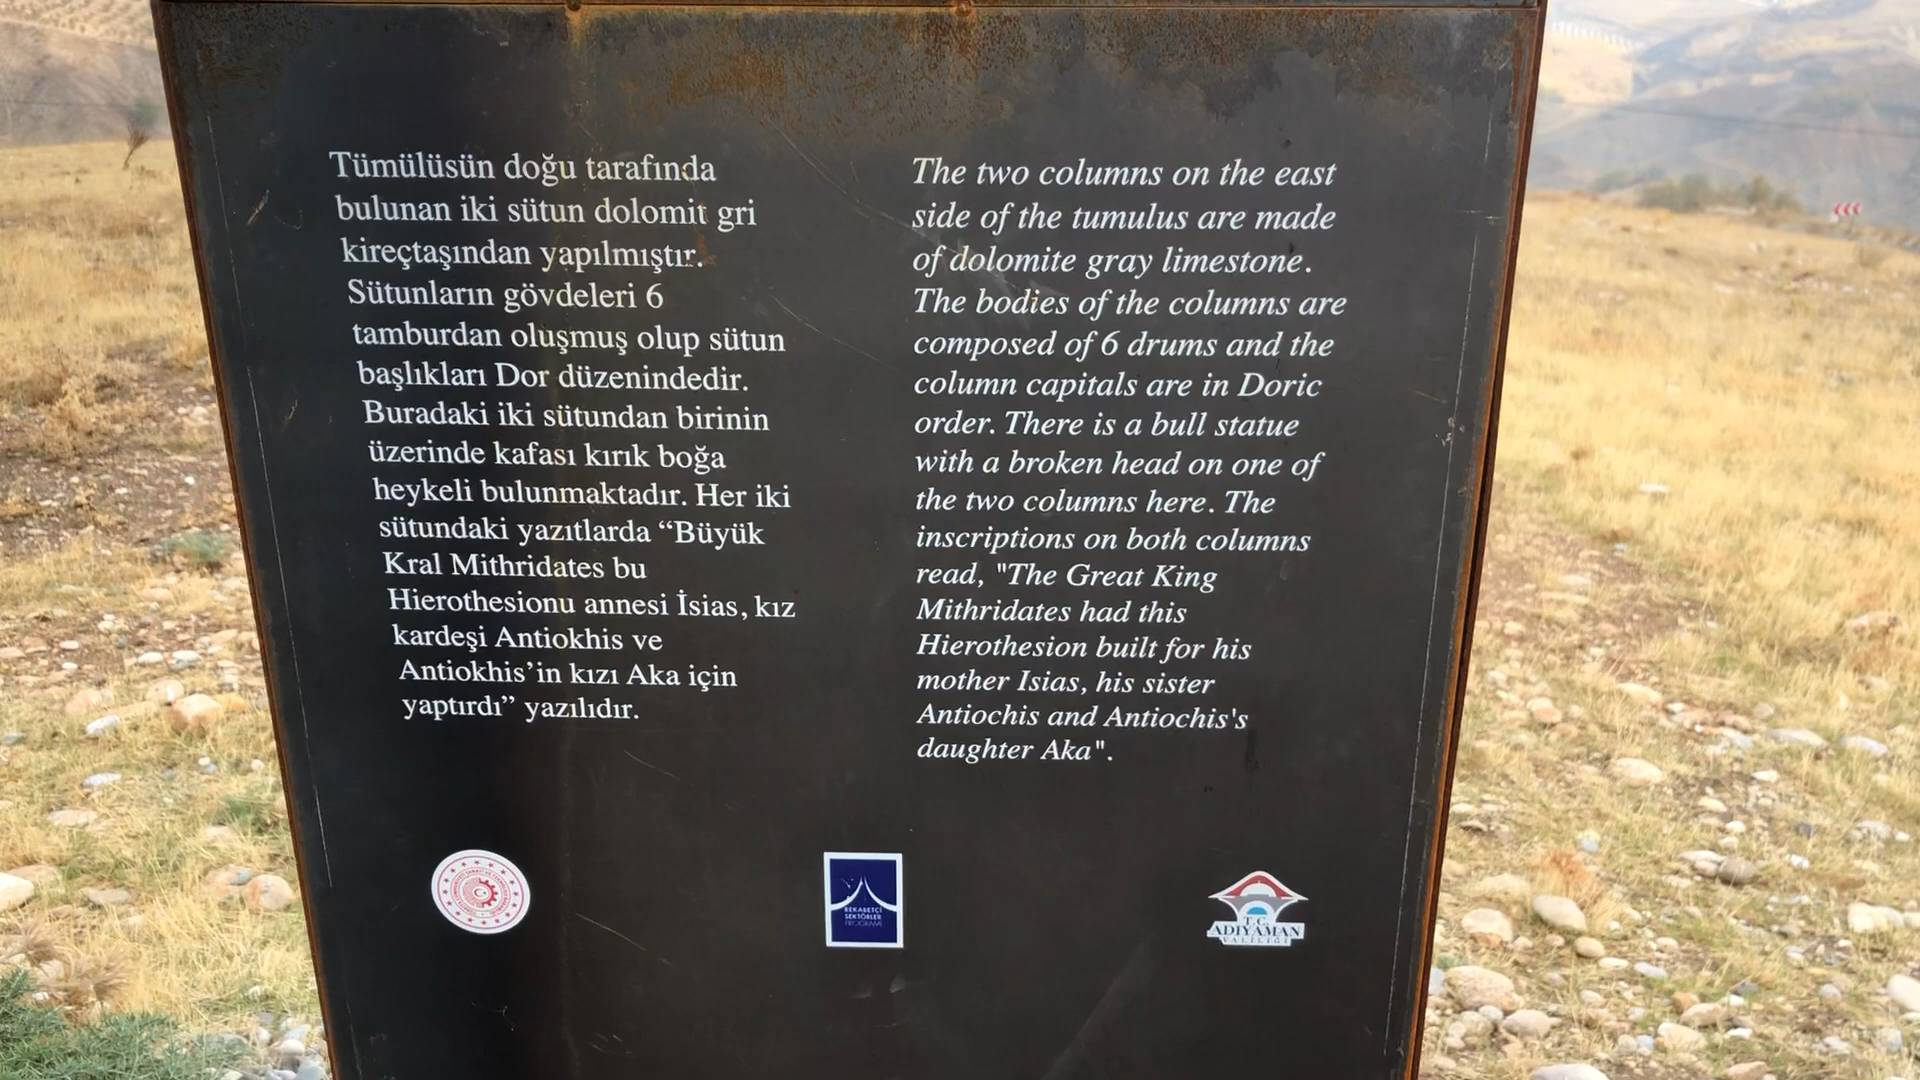 Tümülüsün doğu tarafında
bulunan iki sütun dolomit gri
kireçtaşından yapılmıştır.
Sütunların gövdeleri 6
tamburdan oluşmuş olup sütun
başlıkları Dor düzenindedir.
Buradaki iki sütundan birinin
üzerinde kafası kırık boğa
heykeli bulunmaktadır. Her iki
sütundaki yazıtlarda “Büyük
Kral Mithridates bu
Hierothesionu annesi İsias, kız
kardeşi Antiokhis ve
Antiokhis’in kızı Aka için
yaptırdı” yazılıdır.
The two columns on the east
side of the tumulus are made
of dolomite gray limestone.
The bodies of the columns are
composed of 6 drums and the
column capitals are in Doric
order. There is a bull statue
with a broken head on one of
the two columns here. The
inscriptions on both columns
read, "The Great King
Mithridates had this
Hierothesion built for his
mother Isias, his sister
Antiochis and Antiochis's
daughter Aka".
REKABETÇİ
SEKTÖRLER
PROGRAMI
T.C.
ADIYAMAN
VALİLİĞİ